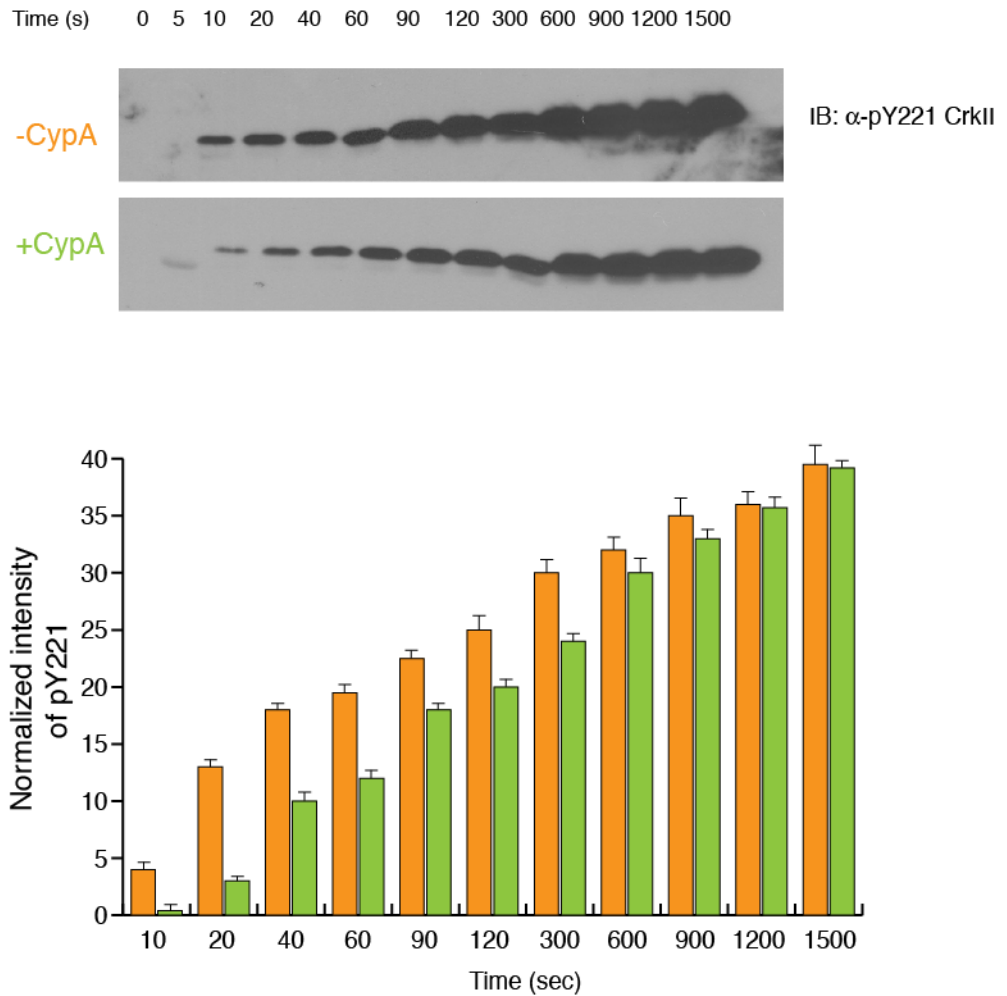 Time (s) 0 5 10 20 40 60 90 120 300 600 900 1200 1500
-CypA
IB: α-pY221 CrkII
+CypA
Normalized intensity
of pY221
40
35
30
25
20
15
10
5
0
10 20 40 60 90 120 300 600 900 1200 1500
Time (sec)